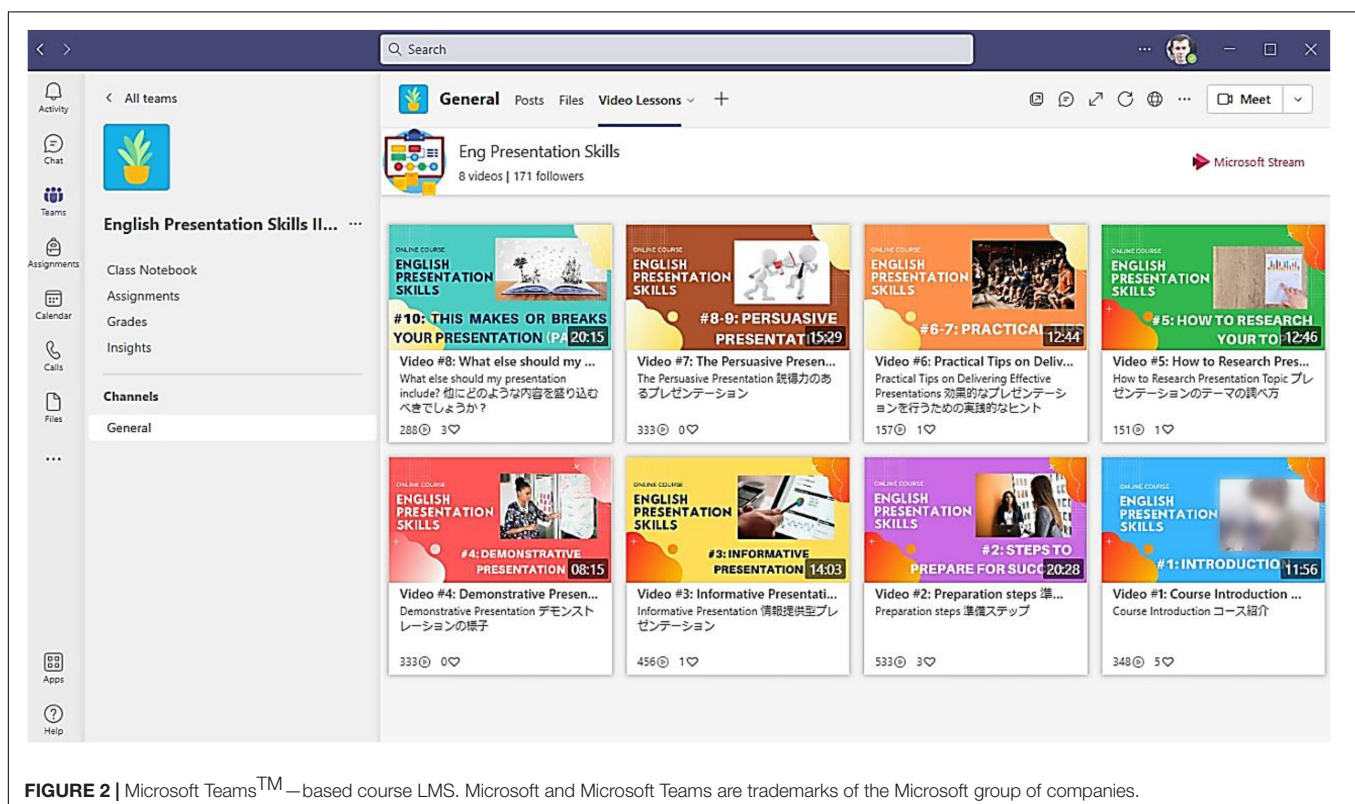 Search
Activity
Chat
Teams
Assignments
Calendar
Calls
Files
Apps
Help
All teams
English Presentation Skills II...
Class Notebook
Assignments
Grades
Insights
Channels
General
General Posts Files Video Lessons
Meet
Eng Presentation Skills
8 videos | 171 followers
Microsoft Stream
ONLINE COURSE
ENGLISH
PRESENTATION
SKILLS
#10: THIS MAKES OR BREAKS
YOUR PRESENTATION (PA
20:15
Video #8: What else should my ...
What else should my presentation
include? 他にどのような内容を盛り込む
べきでしょうか？
288 3
ONLINE COURSE
ENGLISH
PRESENTATION
SKILLS
#8-9: PERSUASIVE
PRESENTAT
15:29
Video #7: The Persuasive Presen...
The Persuasive Presentation 説得力のあ
るプレゼンテーション
333 0
ONLINE COURSE
ENGLISH
PRESENTATION
SKILLS
#6-7: PRACTICAL TIPS
12:44
Video #6: Practical Tips on Deliv...
Practical Tips on Delivering Effective
Presentations 効果的なプレゼンテーシ
ョンを行うための実践的なヒント
157 1
ONLINE COURSE
ENGLISH
PRESENTATION
SKILLS
#5: HOW TO RESEARCH
YOUR TO
12:46
Video #5: How to Research Pres...
How to Research Presentation Topic プレ
ゼンテーションのテーマの調べ方
151 1
ONLINE COURSE
ENGLISH
PRESENTATION
SKILLS
#4: DEMONSTRATIVE
PRESENTATION
08:15
Video #4: Demonstrative Presen...
Demonstrative Presentation デモンスト
レーションの様子
333 0
ONLINE COURSE
ENGLISH
PRESENTATION
SKILLS
#3: INFORMATIVE
PRESENTATION
14:03
Video #3: Informative Presentati...
Informative Presentation 情報提供型プレ
ゼンテーション
456 1
ONLINE COURSE
ENGLISH
PRESENTATION
SKILLS
#2: STEPS TO
PREPARE FOR SUCC
20:28
Video #2: Preparation steps 準...
Preparation steps 準備ステップ
533 3
ONLINE COURSE
ENGLISH
PRESENTATION
SKILLS
#1: INTRODUCTION
11:56
Video #1: Course Introduction ...
Course Introduction コース紹介
348 5
FIGURE 2 | Microsoft Teams™—based course LMS. Microsoft and Microsoft Teams are trademarks of the Microsoft group of companies.